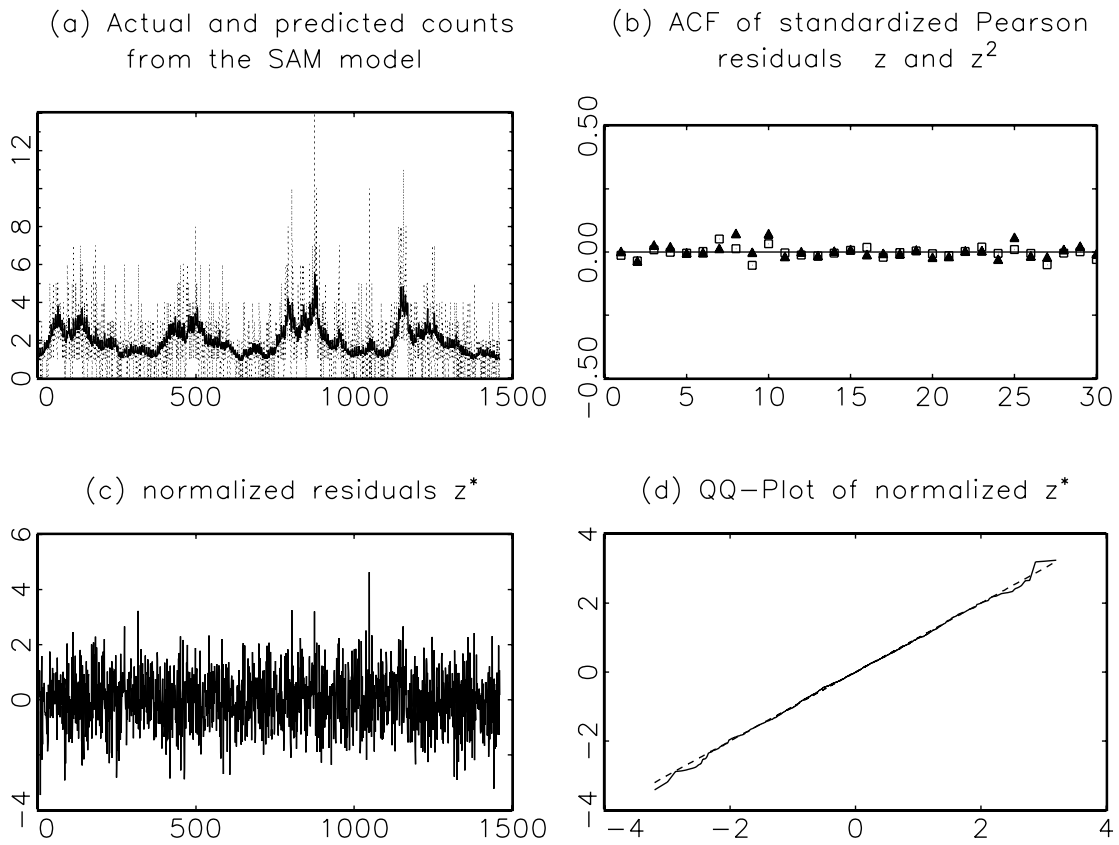 (a) Actual and predicted counts
from the SAM model
12
8
6
4
2
0
0 500 1000 1500
(b) ACF of standardized Pearson
residuals z and z²
0.50
0.00
−0.50
0 5 10 15 20 25 30
(c) normalized residuals z*
6
4
2
0
−4
0 500 1000 1500
(d) QQ−Plot of normalized z*
4
2
0
−2
−4
−4 −2 0 2 4